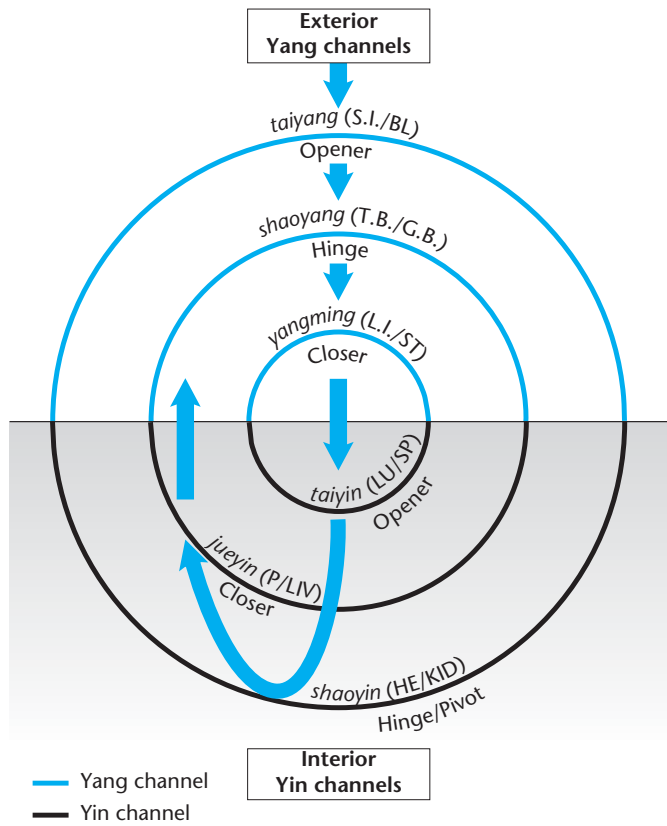 Exterior
Yang channels
taiyang (S.I./BL)
Opener
shaoyang (T.B./G.B.)
Hinge
yangming (L.I./ST)
Closer
taiyin (LU/SP)
Opener
jueyin (P/LIV)
Closer
shaoyin (HE/KID)
Hinge/Pivot
Interior
Yin channels
Yang channel
Yin channel